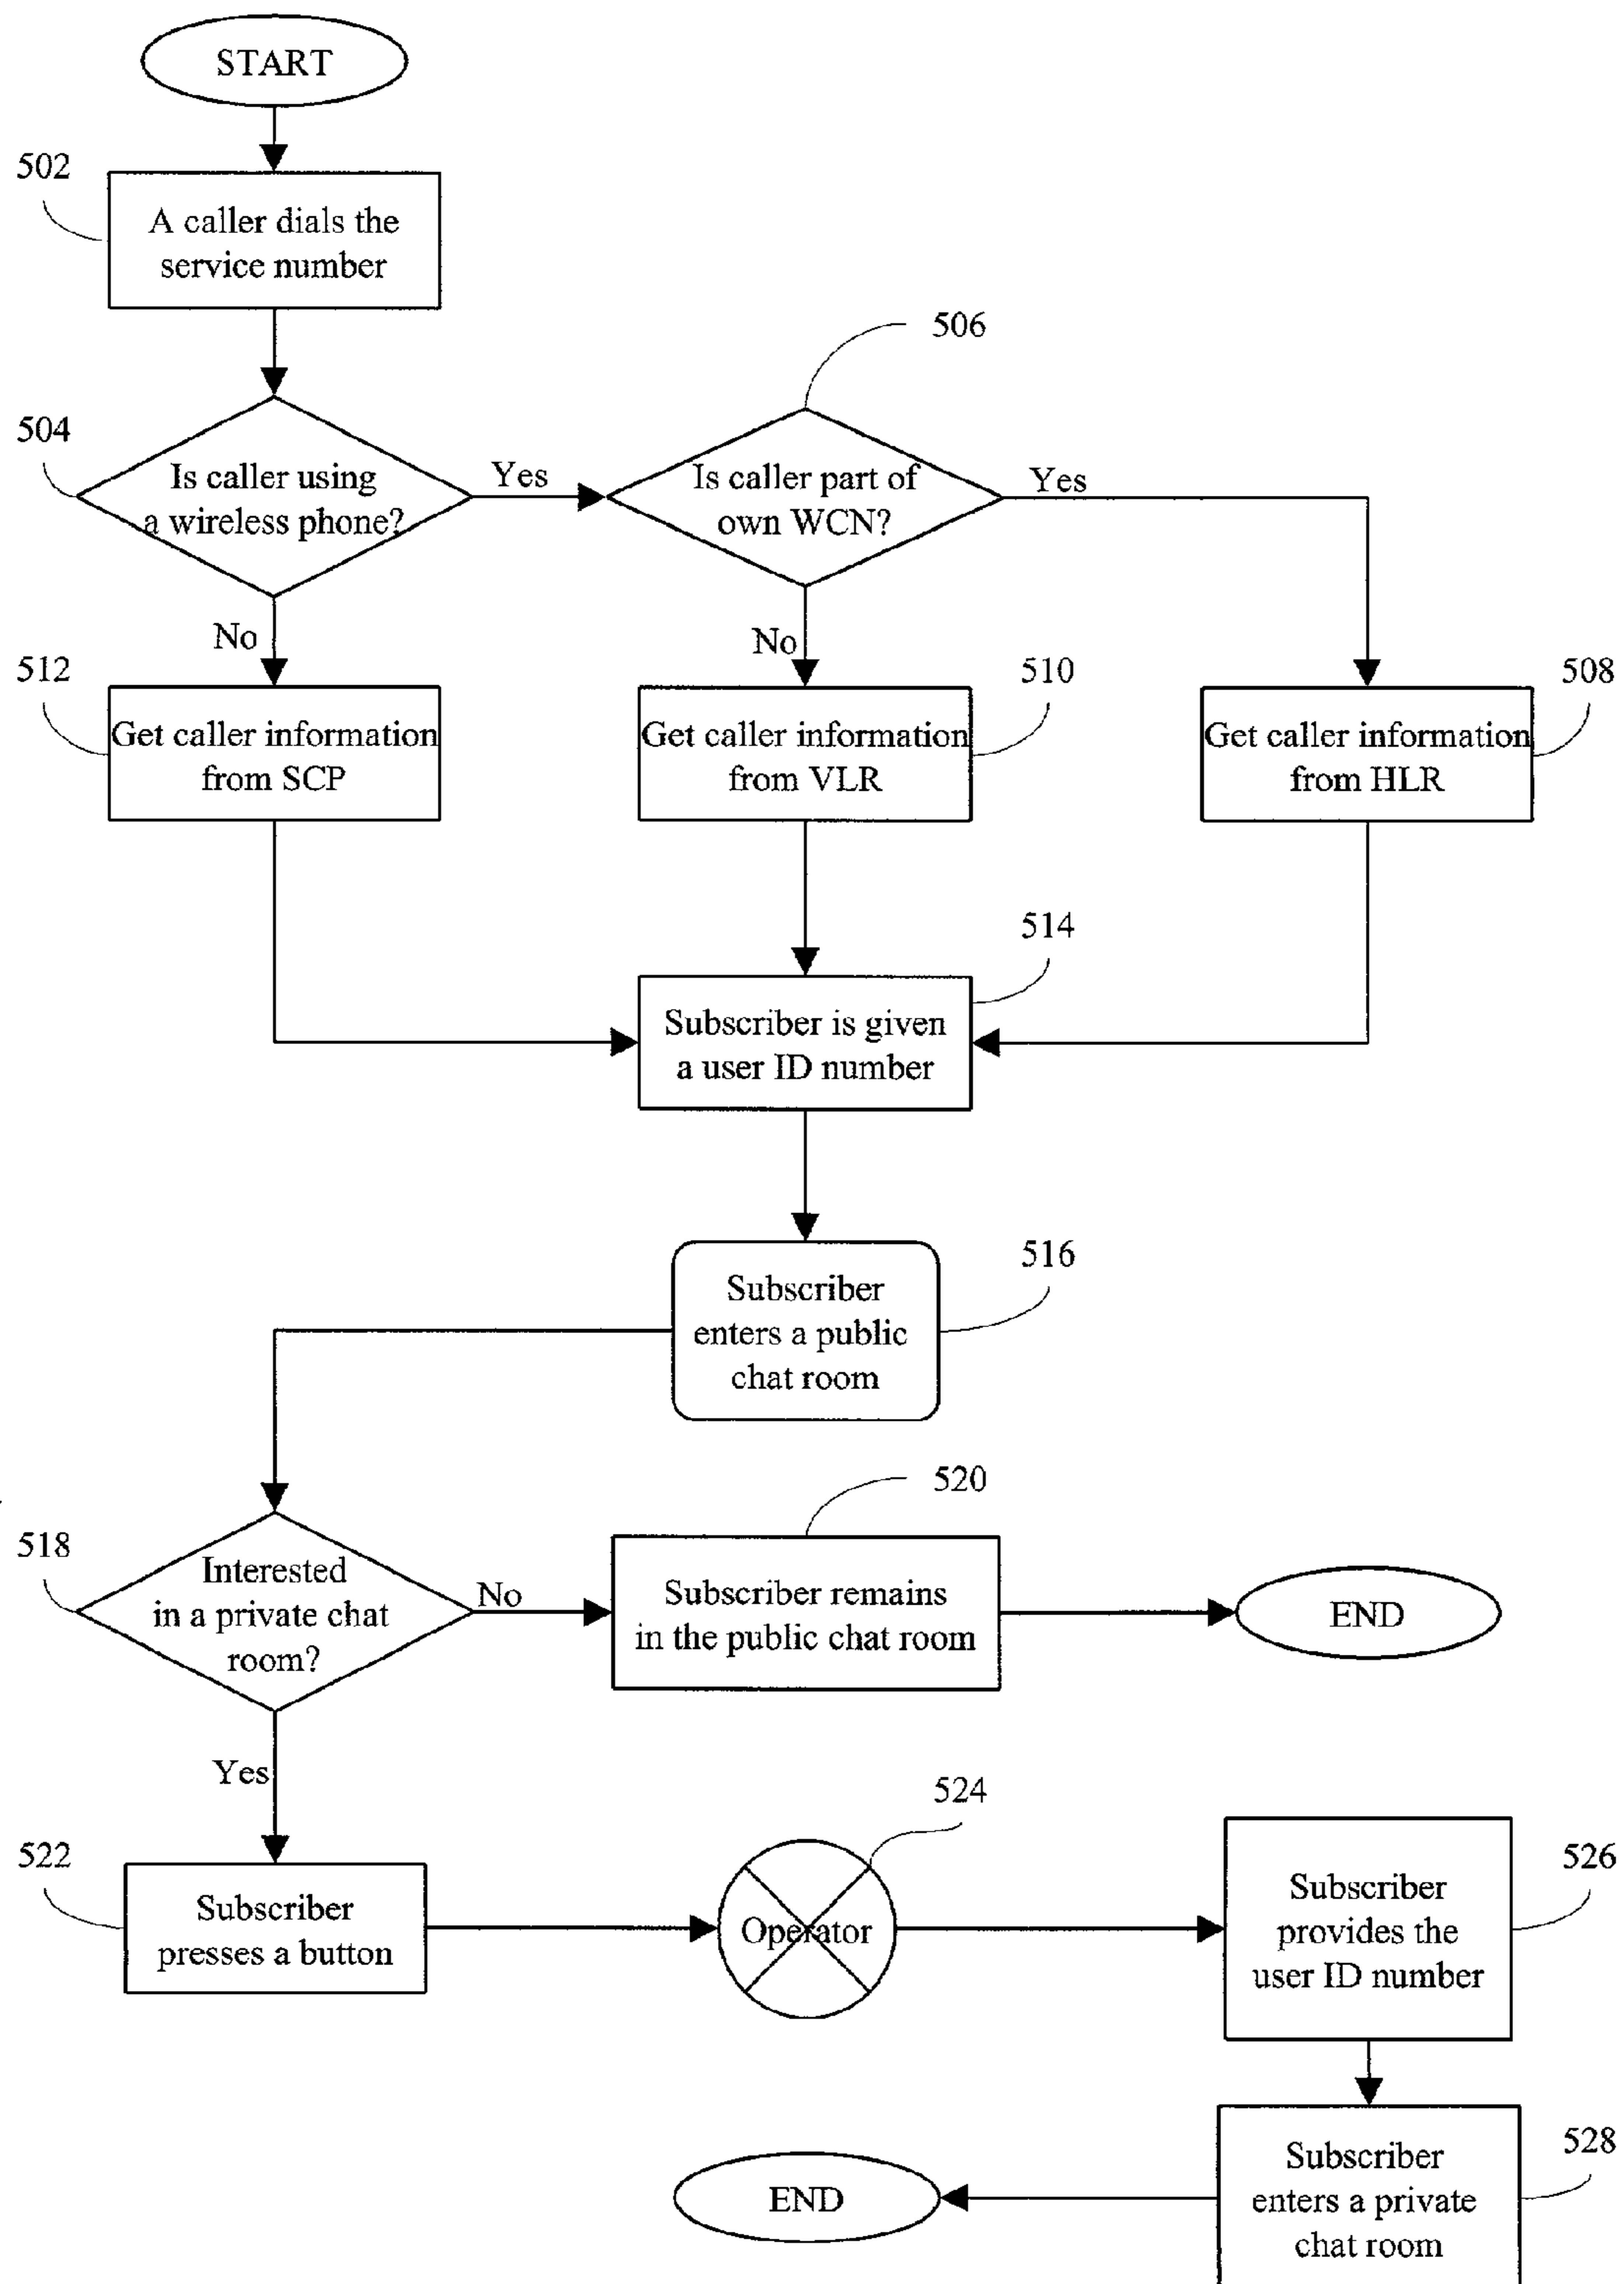 START
502
A caller dials the
service number
506
504
Is caller using
a wireless phone?
Yes
Is caller part of
own WCN?
Yes
No
No
512
Get caller information
from SCP
510
Get caller information
from VLR
508
Get caller information
from HLR
514
Subscriber is given
a user ID number
516
Subscriber
enters a public
chat room
520
518
Interested
in a private chat
room?
No
Subscriber remains
in the public chat room
END
Yes
522
Subscriber
presses a button
524
Operator
526
Subscriber
provides the
user ID number
528
Subscriber
enters a private
chat room
END